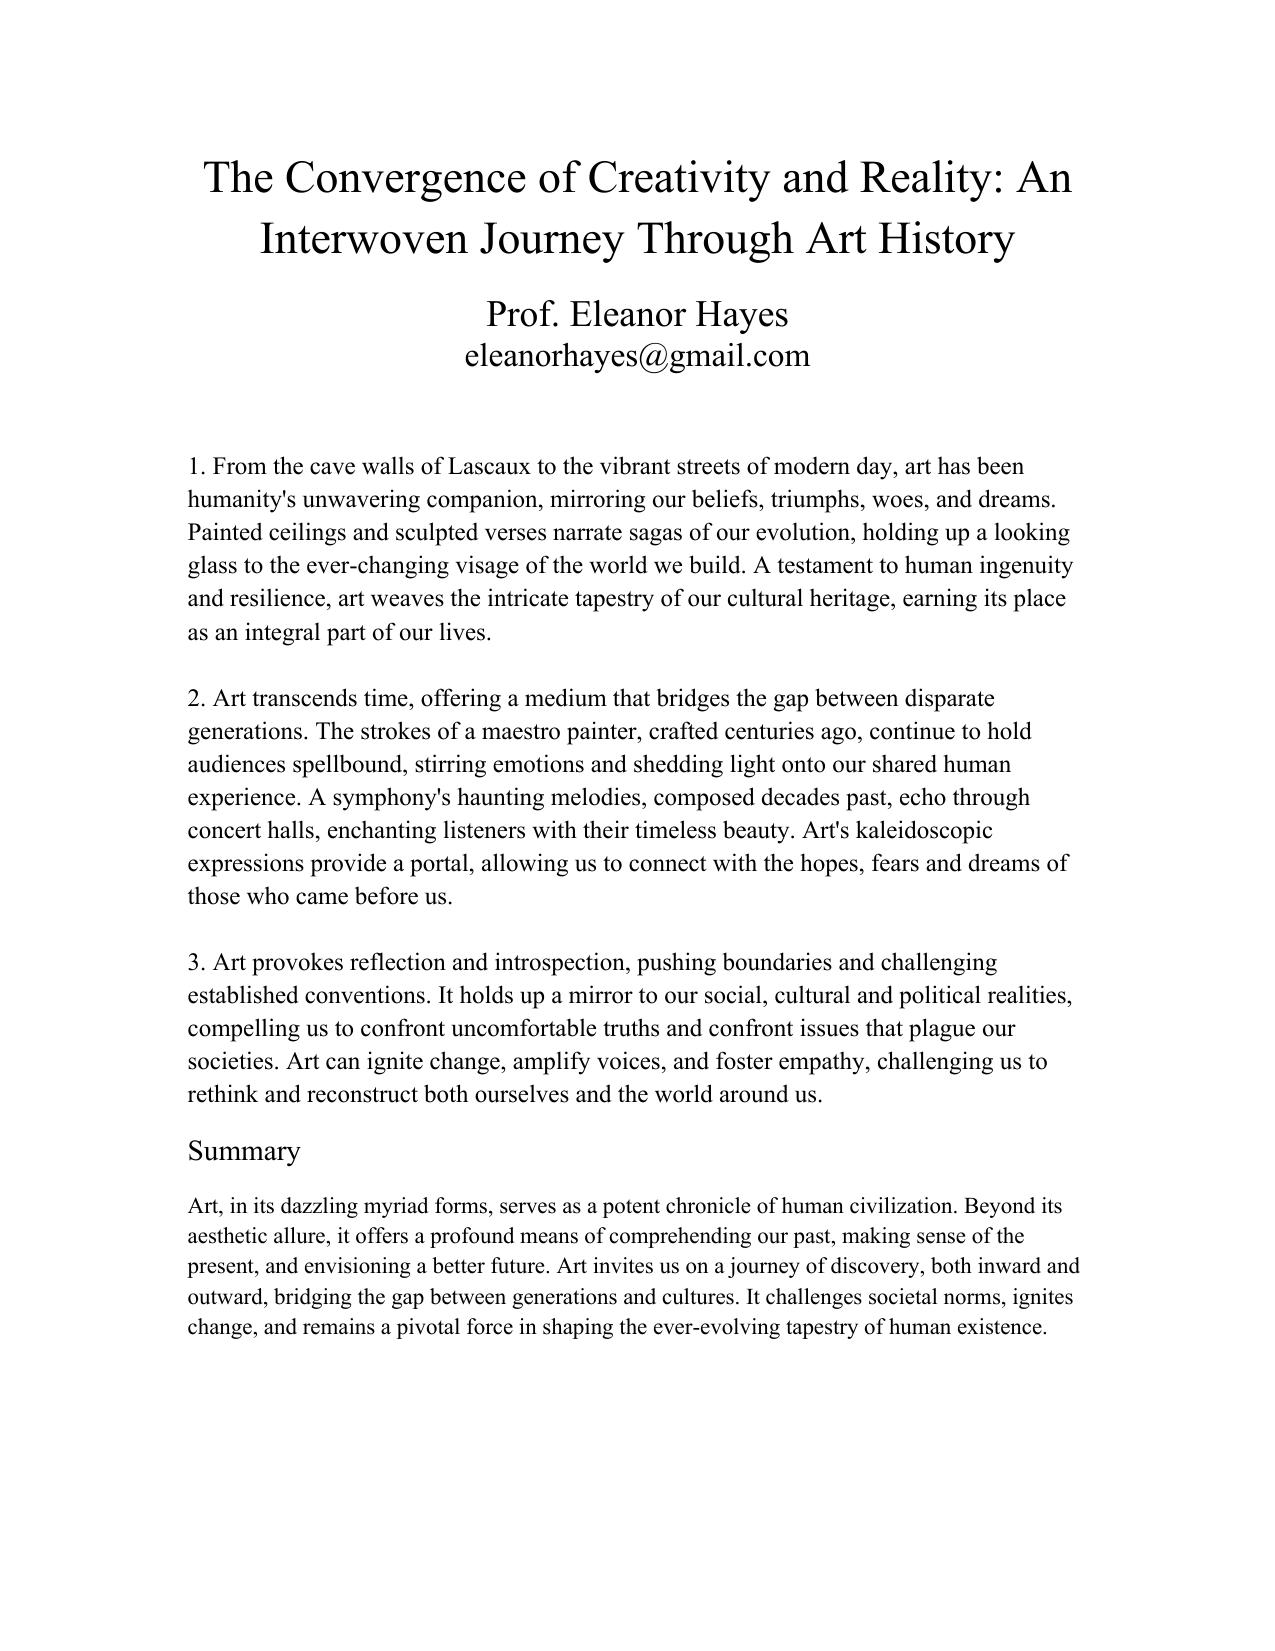 The Convergence of Creativity and Reality: An
Interwoven Journey Through Art History
Prof. Eleanor Hayes
eleanorhayes@gmail.com
1. From the cave walls of Lascaux to the vibrant streets of modern day, art has been
humanity's unwavering companion, mirroring our beliefs, triumphs, woes, and dreams.
Painted ceilings and sculpted verses narrate sagas of our evolution, holding up a looking
glass to the ever-changing visage of the world we build. A testament to human ingenuity
and resilience, art weaves the intricate tapestry of our cultural heritage, earning its place
as an integral part of our lives.
2. Art transcends time, offering a medium that bridges the gap between disparate
generations. The strokes of a maestro painter, crafted centuries ago, continue to hold
audiences spellbound, stirring emotions and shedding light onto our shared human
experience. A symphony's haunting melodies, composed decades past, echo through
concert halls, enchanting listeners with their timeless beauty. Art's kaleidoscopic
expressions provide a portal, allowing us to connect with the hopes, fears and dreams of
those who came before us.
3. Art provokes reflection and introspection, pushing boundaries and challenging
established conventions. It holds up a mirror to our social, cultural and political realities,
compelling us to confront uncomfortable truths and confront issues that plague our
societies. Art can ignite change, amplify voices, and foster empathy, challenging us to
rethink and reconstruct both ourselves and the world around us.
Summary
Art, in its dazzling myriad forms, serves as a potent chronicle of human civilization. Beyond its
aesthetic allure, it offers a profound means of comprehending our past, making sense of the
present, and envisioning a better future. Art invites us on a journey of discovery, both inward and
outward, bridging the gap between generations and cultures. It challenges societal norms, ignites
change, and remains a pivotal force in shaping the ever-evolving tapestry of human existence.